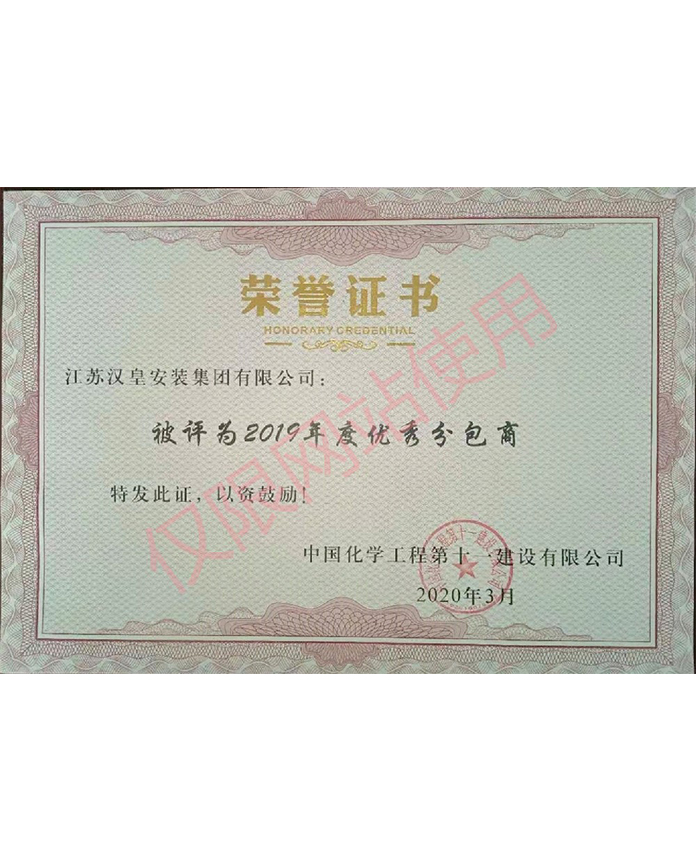 荣誉证书
HONORARY CREDENTIAL
江苏汉皇安装集团有限公司：
被评为2019年度优秀分包商
特发此证，以资鼓励！
中国化学工程第十一建设有限公司
2020年3月
仅限网站使用